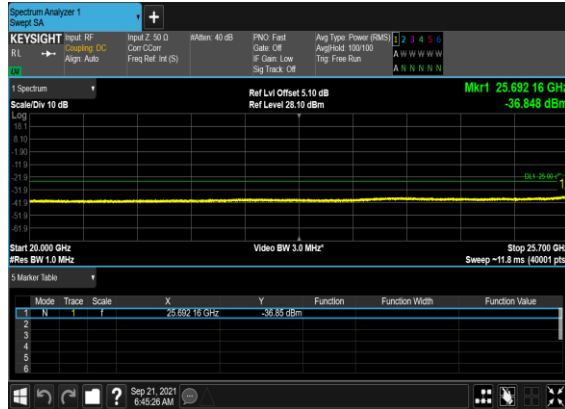 Spectrum Analyzer 1
Swept SA
+
KEYSIGHT
RL
Input: RF
Coupling: DC
Align: Auto
Input Z: 50 Ω
Corr CCorr
Freq Ref: Int (S)
#Atten: 40 dB
PNO: Fast
Gate: Off
IF Gain: Low
Sig Track: Off
Avg Type: Power (RMS)
Avg|Hold: 100/100
Trig: Free Run
1 2 3 4 5 6
A W W W W W
A N N N N N
1 Spectrum
Scale/Div 10 dB
Ref Lvl Offset 5.10 dB
Ref Level 28.10 dBm
Mkr1 25.692 16 GHz
-36.848 dBm
Log
18.1
8.10
-1.90
-11.9
-21.9
-31.9
-41.9
-51.9
-61.9
DL1 -25.00
1
Start 20.000 GHz
#Res BW 1.0 MHz
Video BW 3.0 MHz*
Stop 25.700 GHz
Sweep ~11.8 ms (40001 pts
5 Marker Table
Mode Trace Scale X Y Function Function Width Function Value
1 N 1 f 25.692 16 GHz -36.85 dBm
2
3
4
5
6
?
Sep 21, 2021
6:45:26 AM